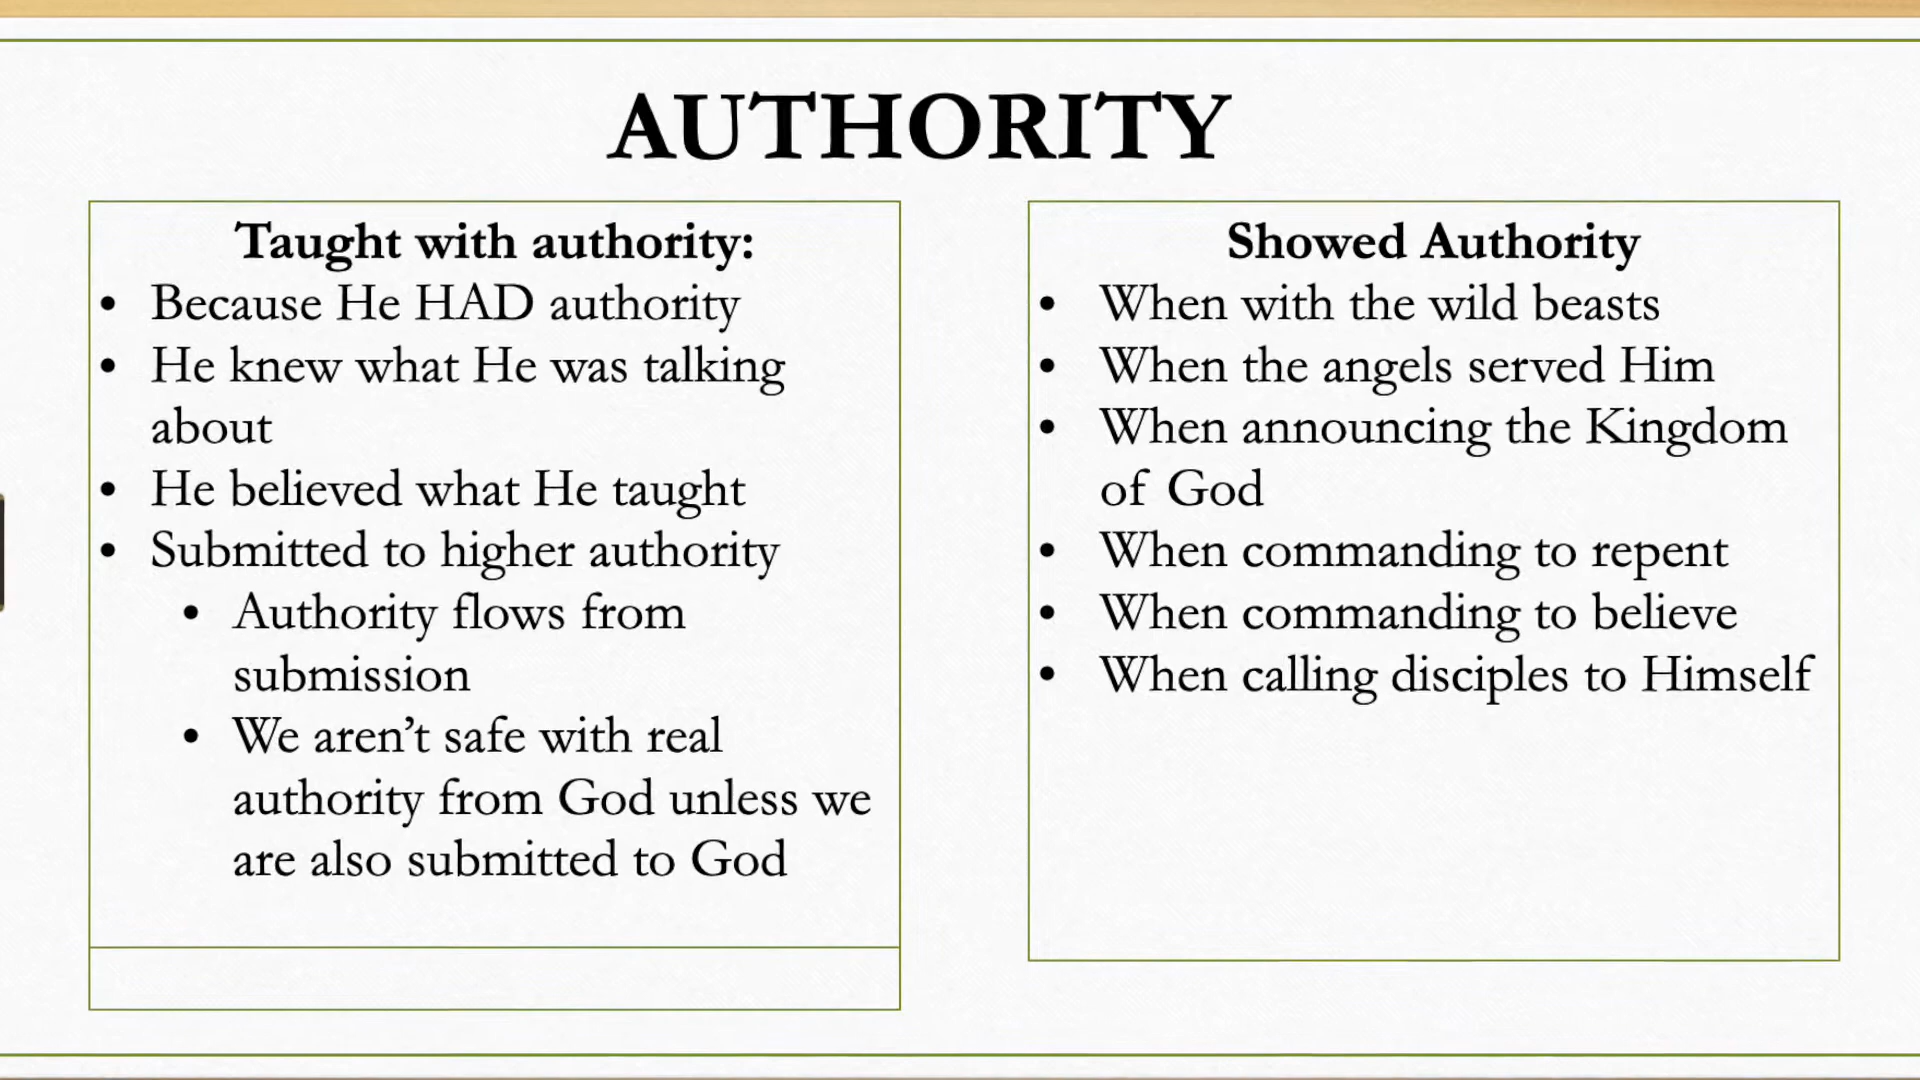 AUTHORITY
Taught with authority:
• Because He HAD authority
• He knew what He was talking
about
• He believed what He taught
• Submitted to higher authority
• Authority flows from
submission
• We aren’t safe with real
authority from God unless we
are also submitted to God
Showed Authority
• When with the wild beasts
• When the angels served Him
• When announcing the Kingdom
of God
• When commanding to repent
• When commanding to believe
• When calling disciples to Himself